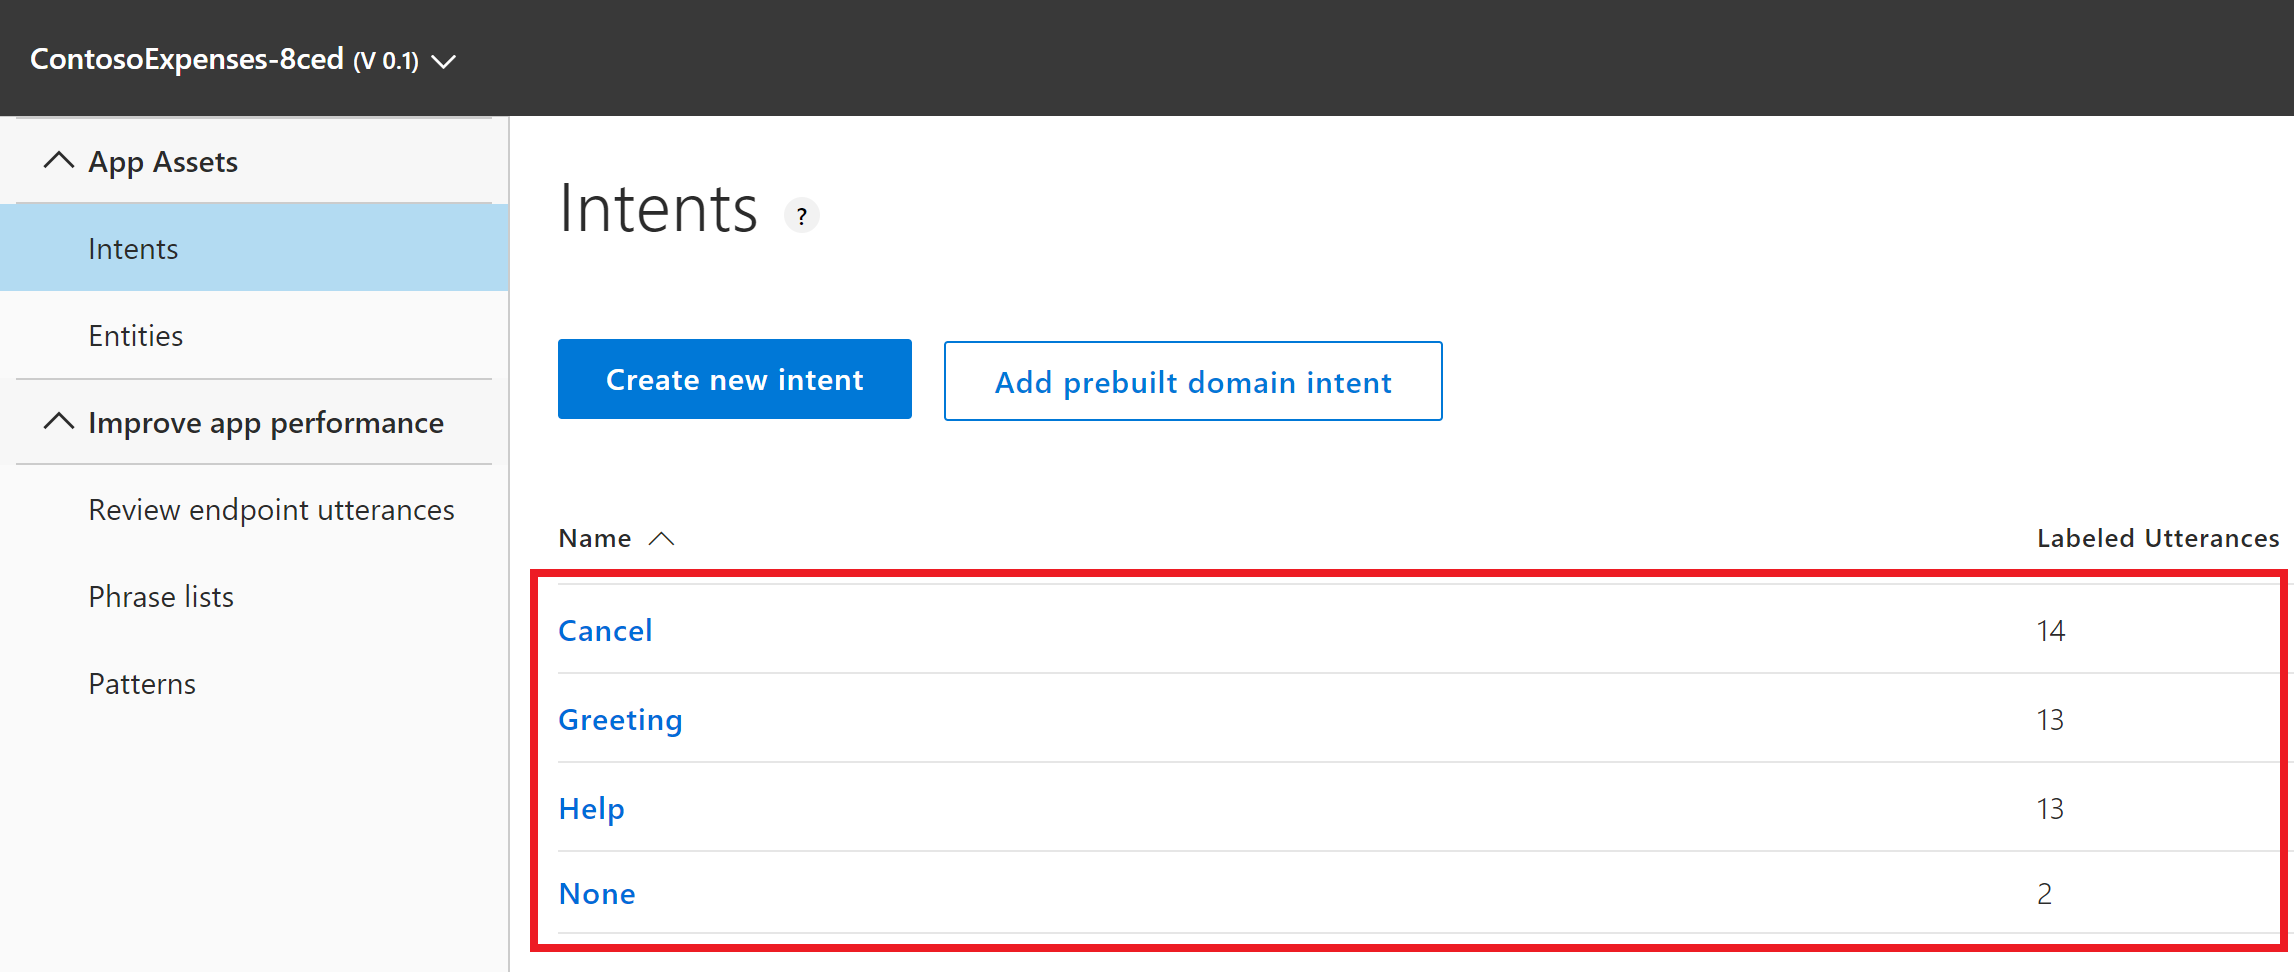 ContosoExpenses-8ced (V 0.1)
App Assets
Intents
Entities
Improve app performance
Review endpoint utterances
Phrase lists
Patterns
Intents ?
Create new intent
Add prebuilt domain intent
Name Labeled Utterances
Cancel 14
Greeting 13
Help 13
None 2